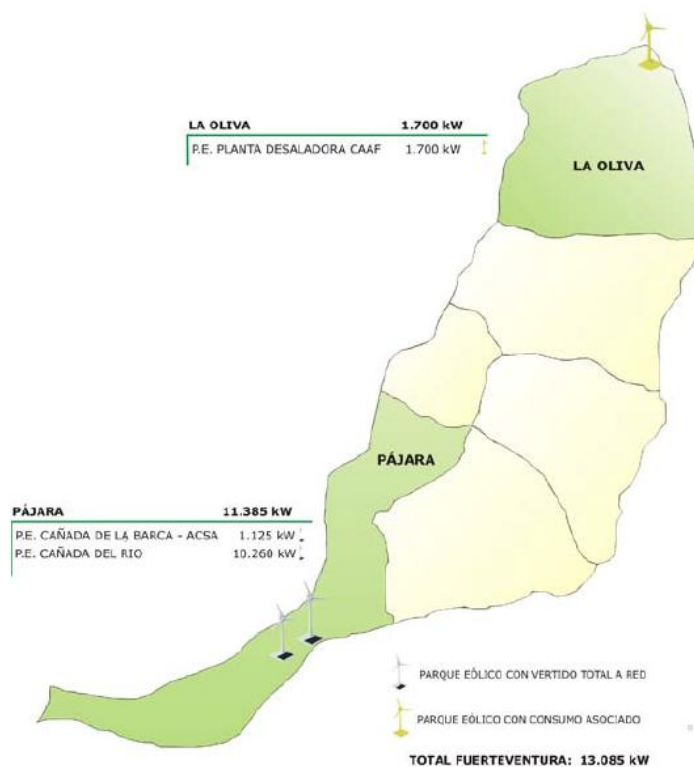 LA OLIVA 1.700 kW
P.E. PLANTA DESALADORA CAAF 1.700 kW
LA OLIVA
PÁJARA
PÁJARA 11.385 kW
P.E. CAÑADA DE LA BARCA - ACSA 1.125 kW
P.E. CAÑADA DEL RIO 10.260 kW
PARQUE EÓLICO CON VERTIDO TOTAL A RED
PARQUE EÓLICO CON CONSUMO ASOCIADO
TOTAL FUERTEVENTURA: 13.085 kW